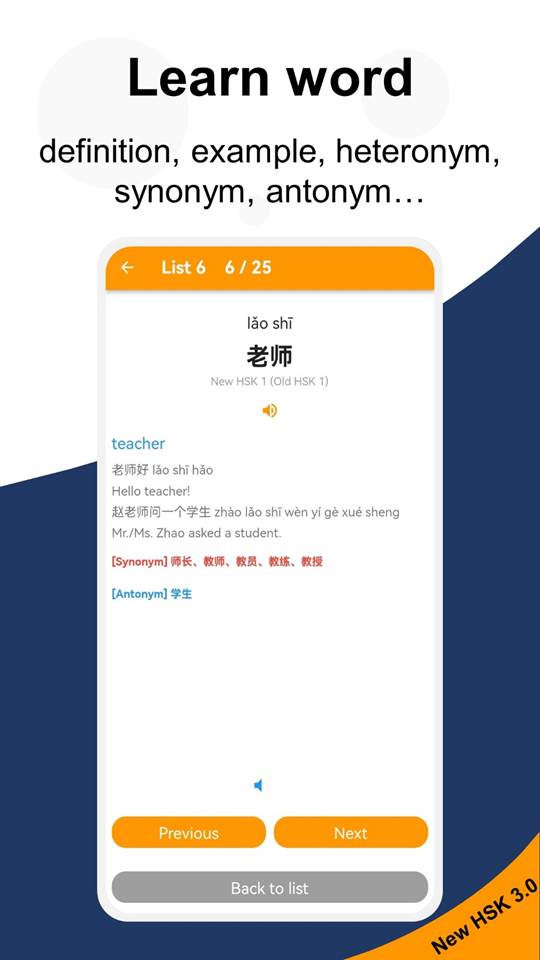 Learn word
definition, example, heteronym,
synonym, antonym…
List 6 6 / 25
lǎo shī
老师
New HSK 1 (Old HSK 1)
teacher
老师好 lǎo shī hǎo
Hello teacher!
赵老师问一个学生 zhào lǎo shī wèn yí gè xué sheng
Mr./Ms. Zhao asked a student.
[Synonym] 师长、教师、教员、教练、教授
[Antonym] 学生
Previous Next
Back to list
New HSK 3.0